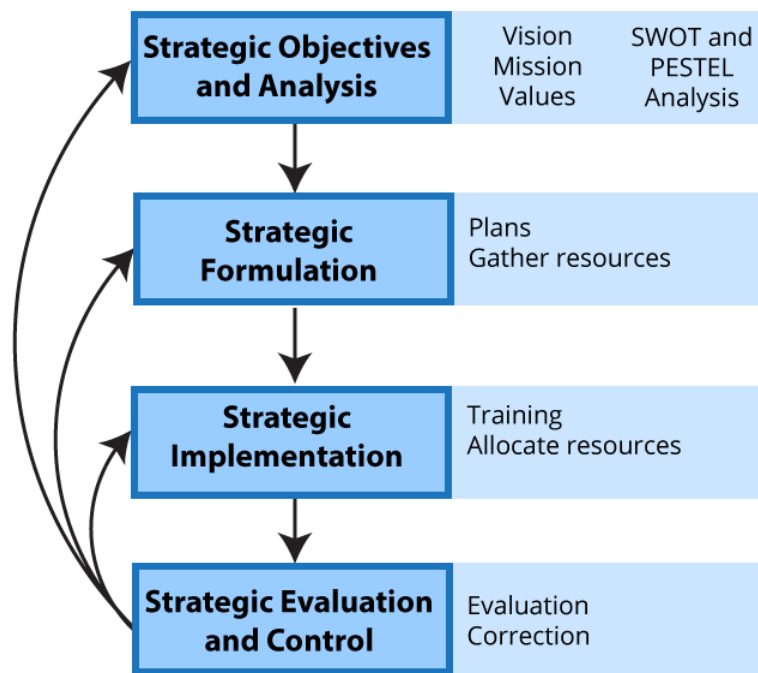 Strategic Objectives
and Analysis
Vision
Mission
Values
SWOT and
PESTEL
Analysis
Strategic
Formulation
Plans
Gather resources
Strategic
Implementation
Training
Allocate resources
Strategic Evaluation
and Control
Evaluation
Correction